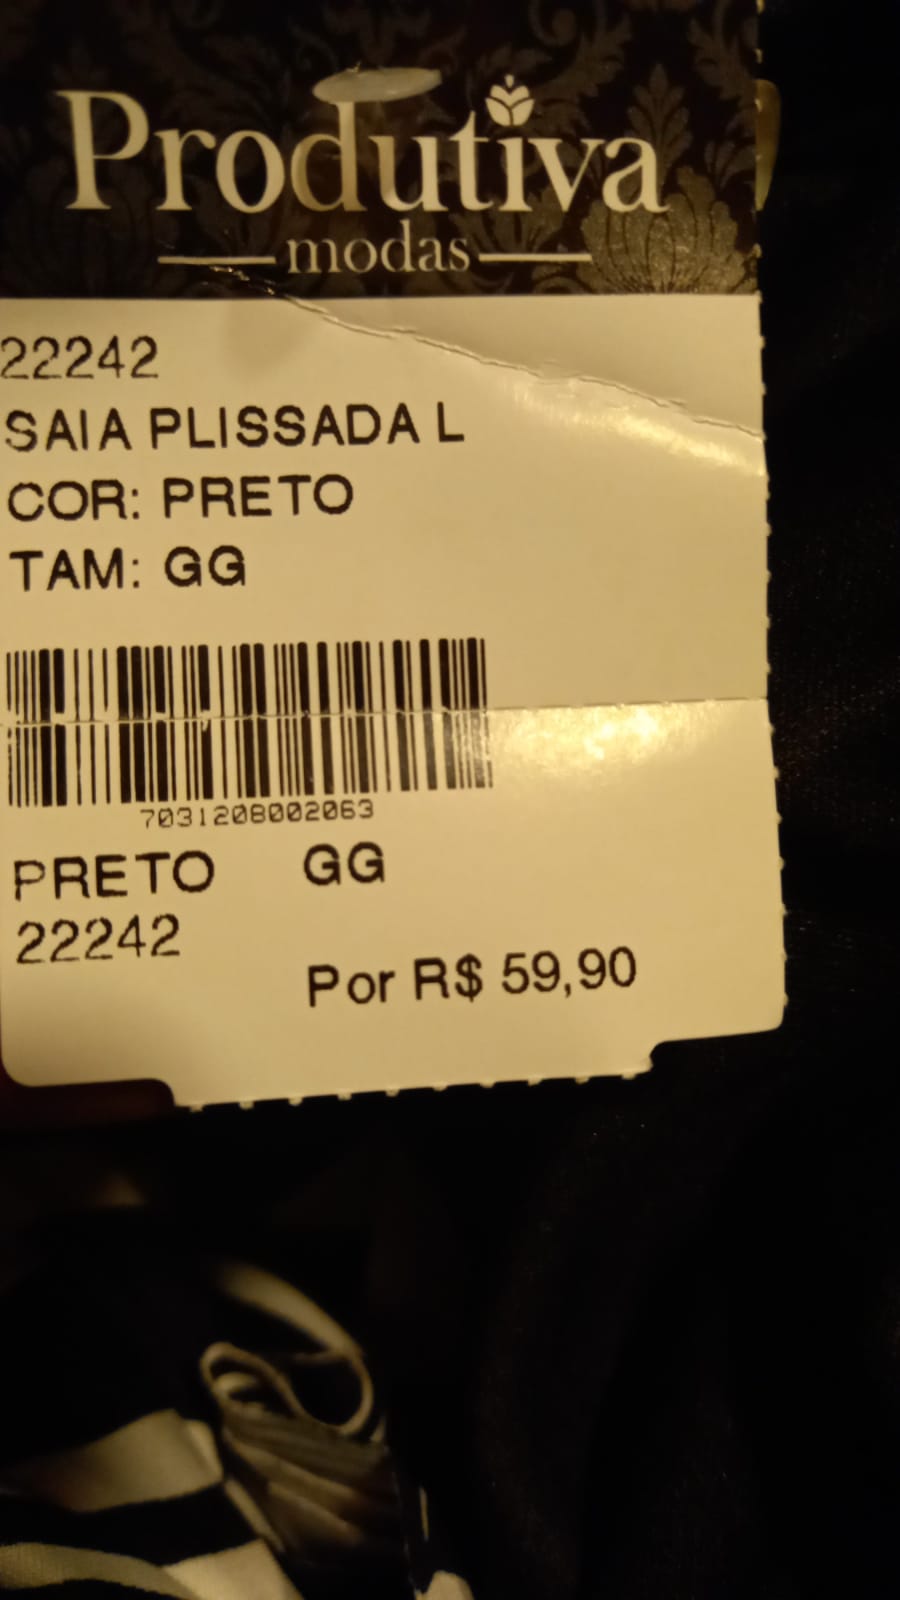 Produtiva
modas
22242
SAIA PLISSADA L
COR: PRETO
TAM: GG
7031208002063
PRETO GG
22242
Por R$ 59,90